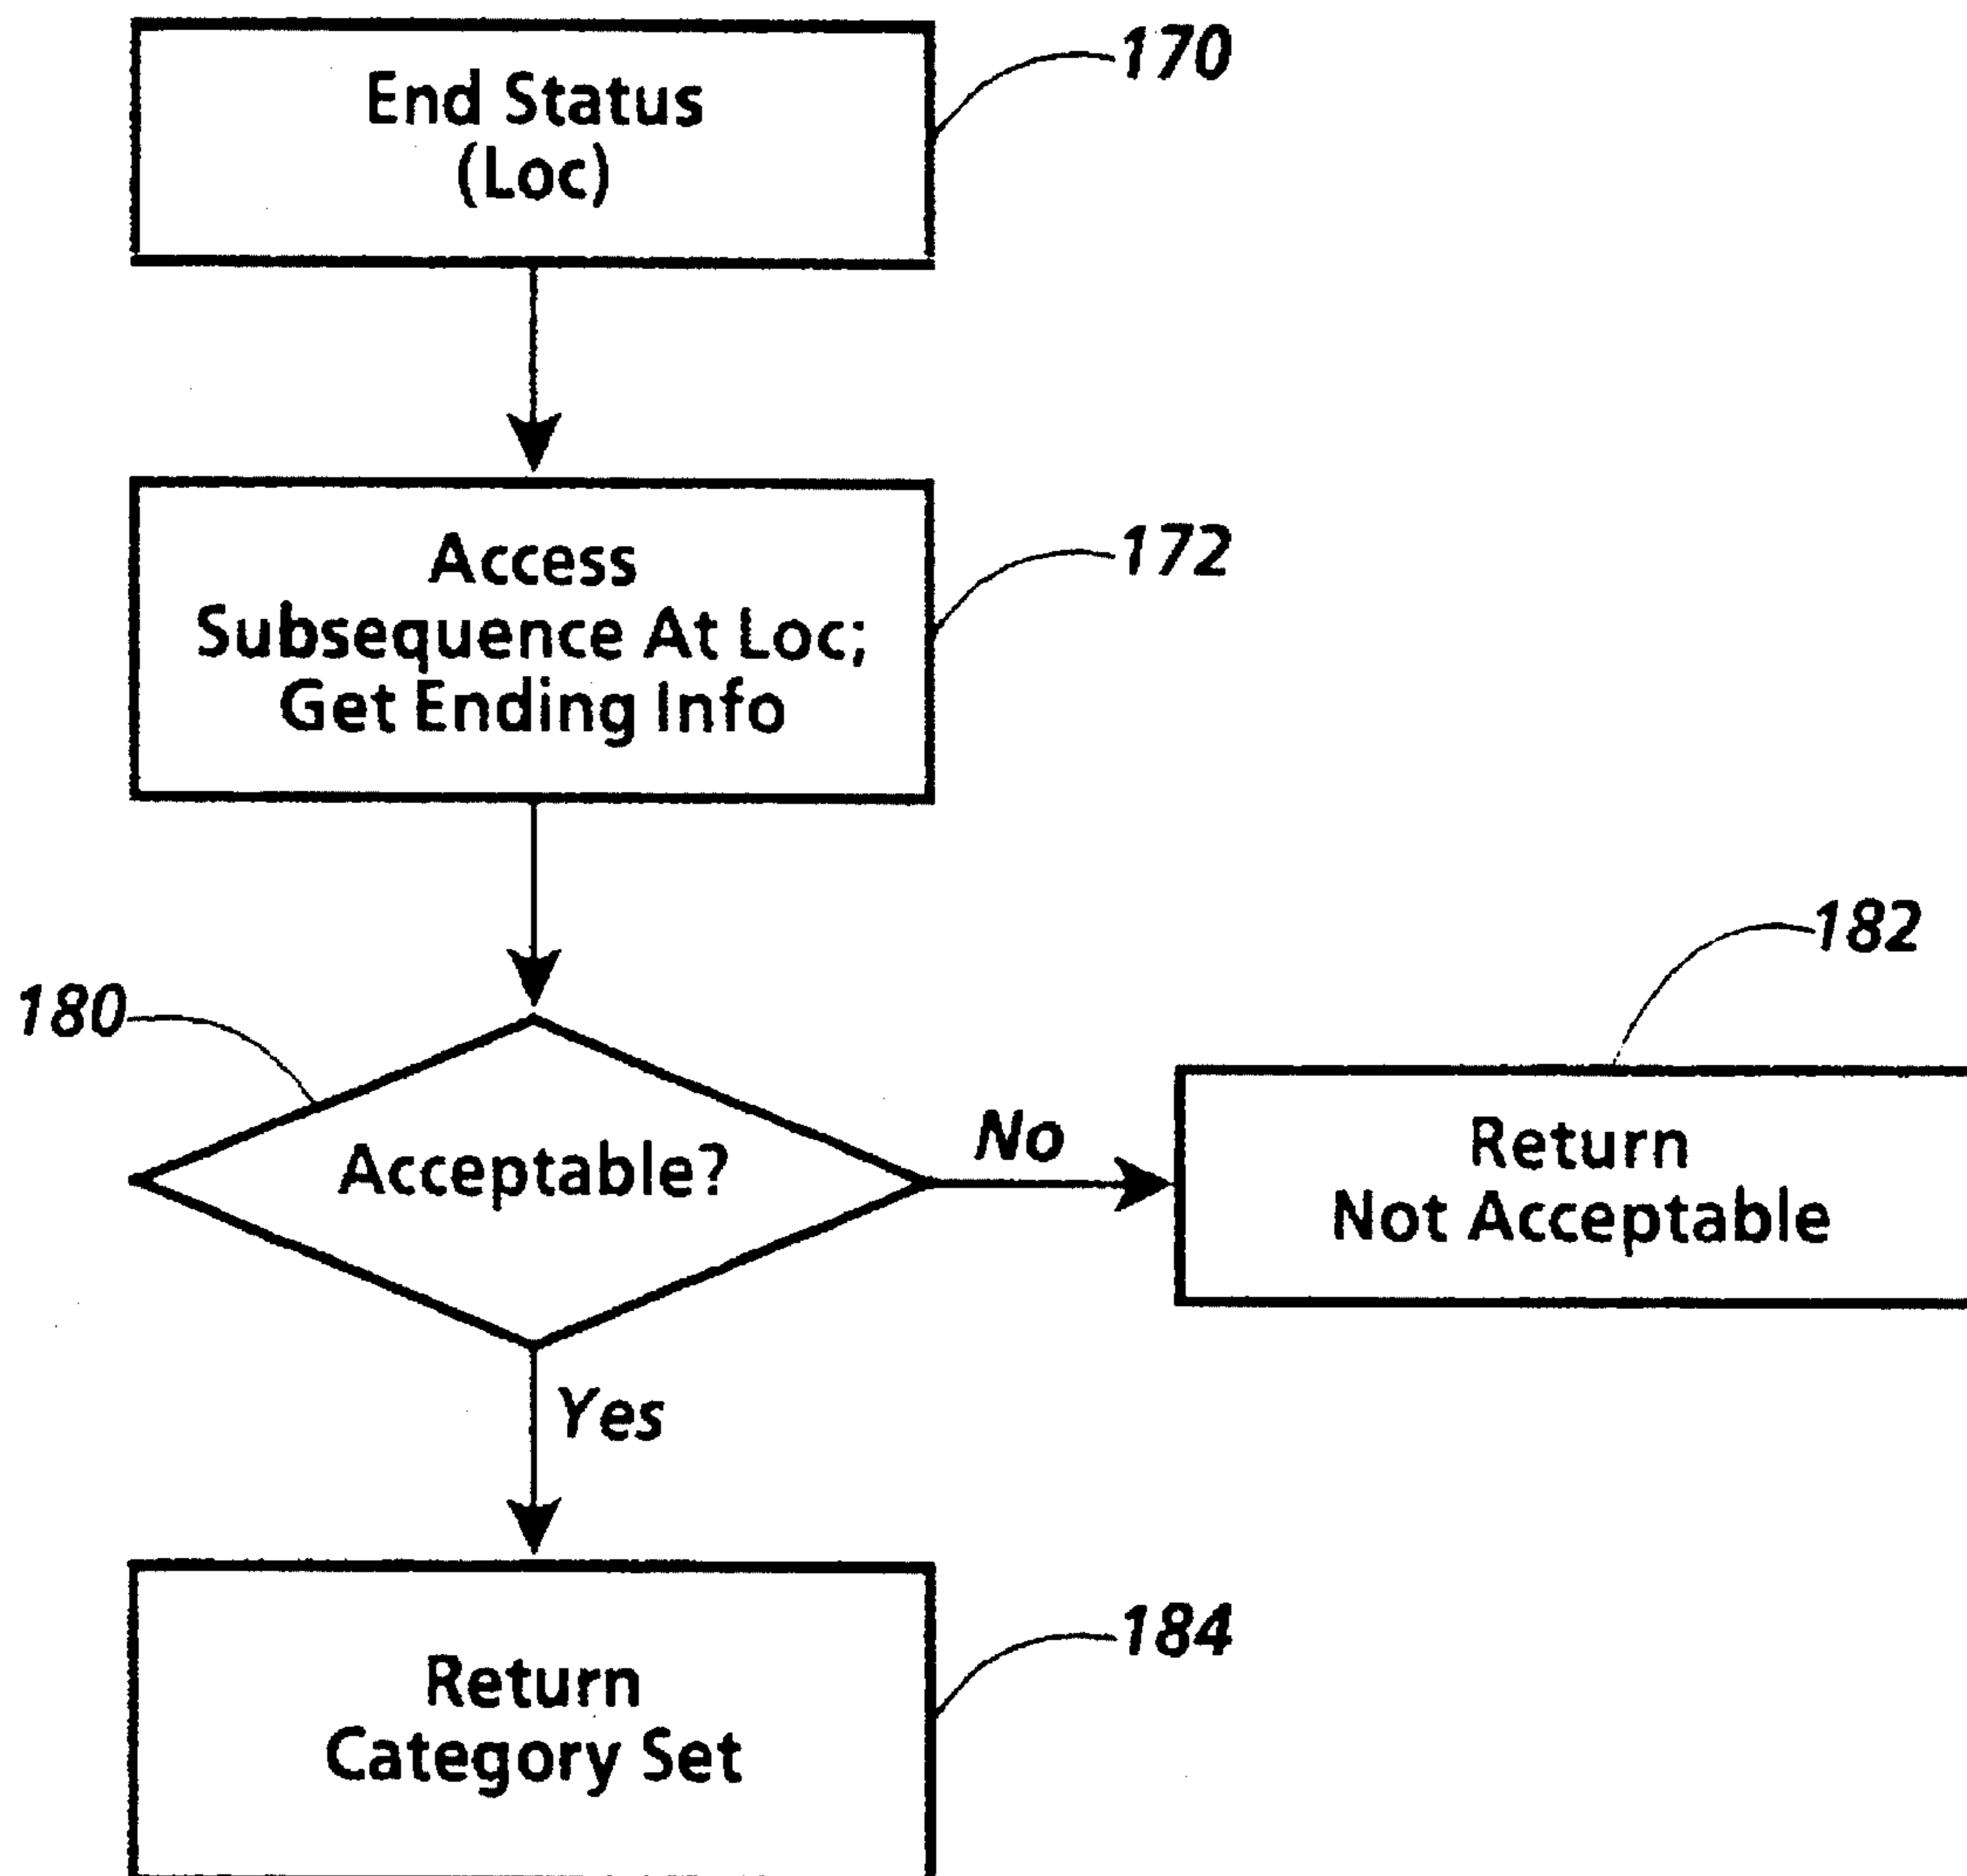 170
End Status
(Loc)
172
Access
Subsequence At Loc;
Get Ending Info
182
180
Acceptable?
No
Return
Not Acceptable
Yes
184
Return
Category Set